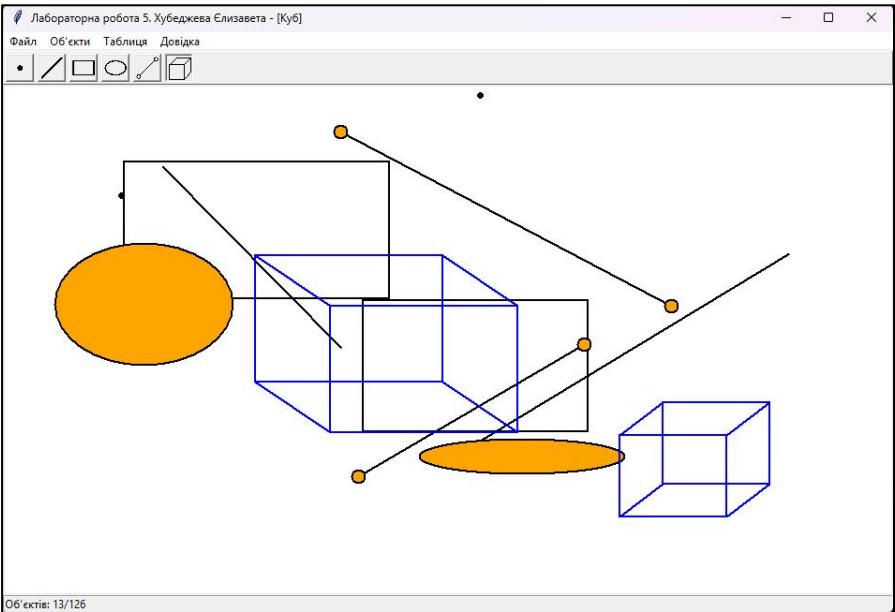 Лабораторна робота 5. Хубеджева Єлизавета - [Куб]
Файл Об'єкти Таблиця Довідка
Об'єктів: 13/126